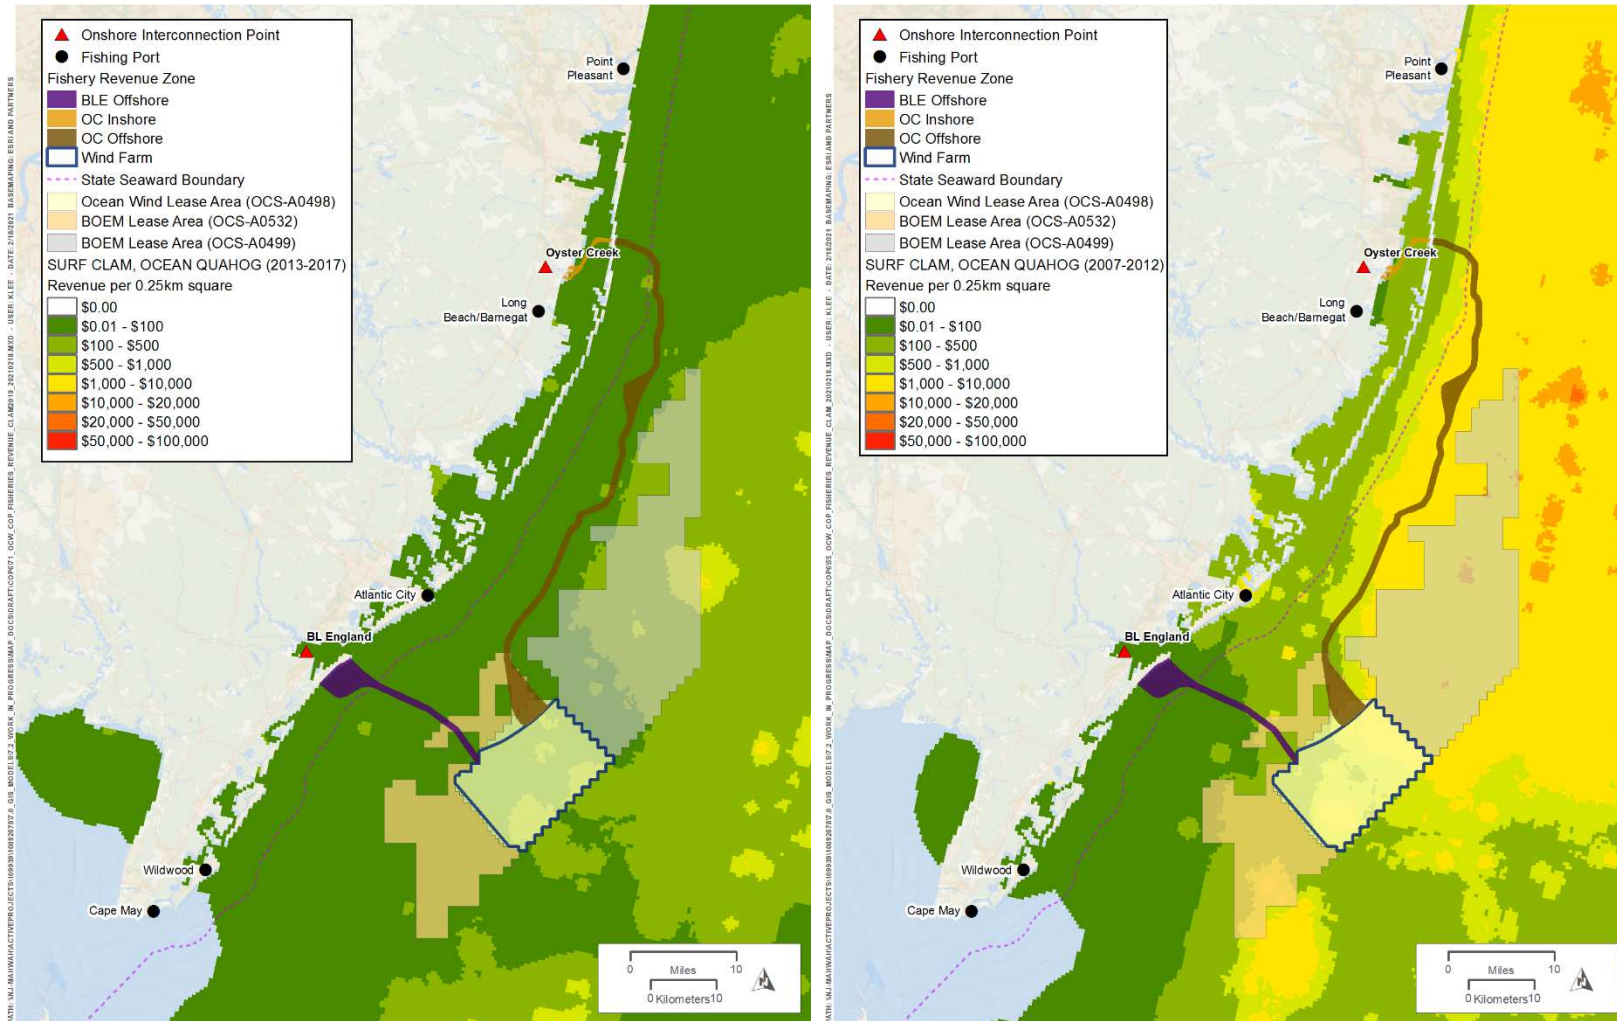 Onshore Interconnection Point
Fishing Port
Fishery Revenue Zone
BLE Offshore
OC Inshore
OC Offshore
Wind Farm
State Seaward Boundary
Ocean Wind Lease Area (OCS-A0498)
BOEM Lease Area (OCS-A0532)
BOEM Lease Area (OCS-A0499)
SURF CLAM, OCEAN QUAHOG (2013-2017)
Revenue per 0.25km square
$0.00
$0.01 - $100
$100 - $500
$500 - $1,000
$1,000 - $10,000
$10,000 - $20,000
$20,000 - $50,000
$50,000 - $100,000
Point
Pleasant
Oyster Creek
Long
Beach/Barnegat
Atlantic City
BL England
Wildwood
Cape May
0 10
Miles
0 Kilometers 10
Onshore Interconnection Point
Fishing Port
Fishery Revenue Zone
BLE Offshore
OC Inshore
OC Offshore
Wind Farm
State Seaward Boundary
Ocean Wind Lease Area (OCS-A0498)
BOEM Lease Area (OCS-A0532)
BOEM Lease Area (OCS-A0499)
SURF CLAM, OCEAN QUAHOG (2007-2012)
Revenue per 0.25km square
$0.00
$0.01 - $100
$100 - $500
$500 - $1,000
$1,000 - $10,000
$10,000 - $20,000
$20,000 - $50,000
$50,000 - $100,000
Point
Pleasant
Oyster Creek
Long
Beach/Barnegat
Atlantic City
BL England
Wildwood
Cape May
0 10
Miles
0 Kilometers 10